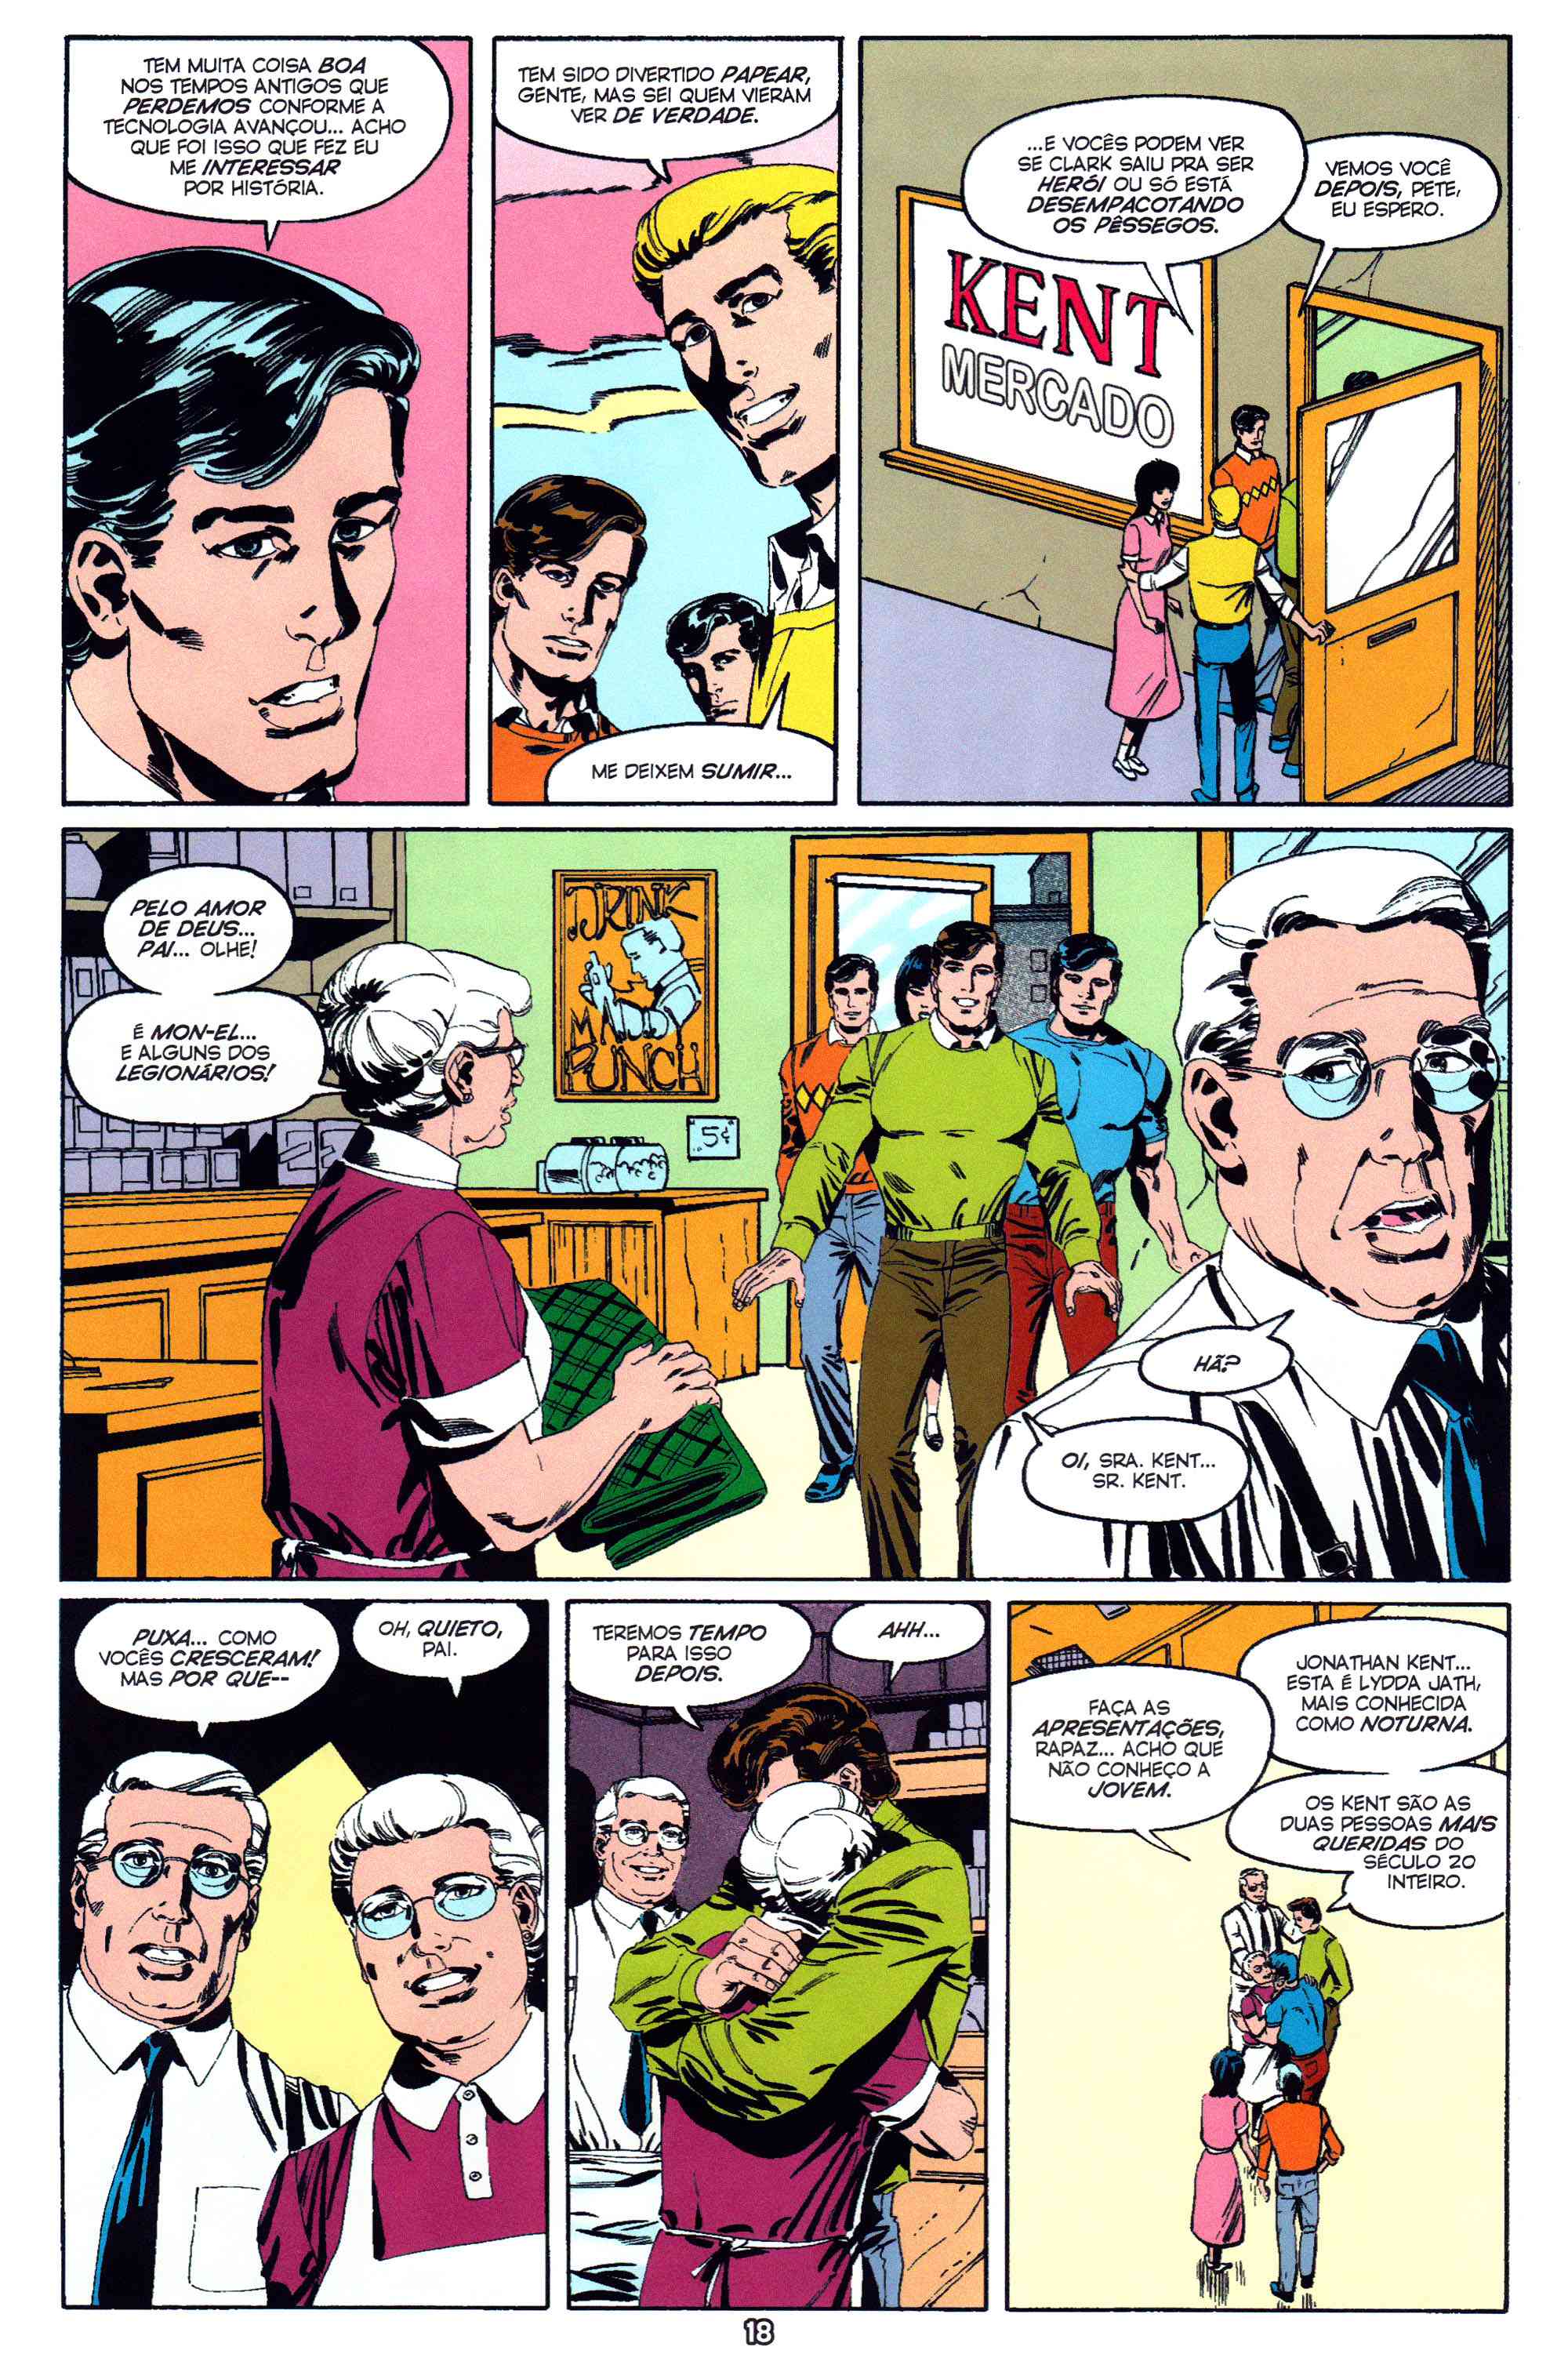 TEM MUITA COISA BOA
NOS TEMPOS ANTIGOS QUE
PERDEMOS CONFORME A
TECNOLOGIA AVANÇOU... ACHO
QUE FOI ISSO QUE FEZ EU
ME INTERESSAR
POR HISTÓRIA.
TEM SIDO DIVERTIDO PAPEAR,
GENTE, MAS SEI QUEM VIERAM
VER DE VERDADE.
ME DEIXEM SUMIR...
...E VOCÊS PODEM VER
SE CLARK SAIU PRA SER
HERÓI OU SÓ ESTÁ
DESEMPACOTANDO
OS PÊSSEGOS.
VEMOS VOCÊ
DEPOIS, PETE,
EU ESPERO.
KENT
MERCADO
PELO AMOR
DE DEUS...
PAI... OLHE!
É MON-EL...
E ALGUNS DOS
LEGIONÁRIOS!
DRINK
PUNCH
5¢
HÃ?
OI, SRA. KENT...
SR. KENT.
PUXA... COMO
VOCÊS CRESCERAM!
MAS POR QUE--
OH, QUIETO,
PAI.
TEREMOS TEMPO
PARA ISSO
DEPOIS.
AHH...
FAÇA AS
APRESENTAÇÕES,
RAPAZ... ACHO QUE
NÃO CONHEÇO A
JOVEM.
JONATHAN KENT...
ESTA É LYDDA JATH,
MAIS CONHECIDA
COMO NOTURNA.
OS KENT SÃO AS
DUAS PESSOAS MAIS
QUERIDAS DO
SÉCULO 20
INTEIRO.
18